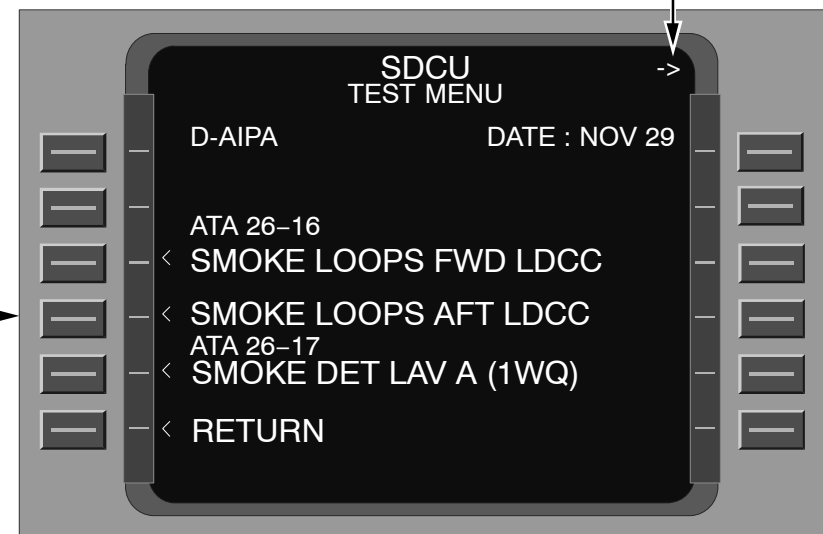 SDCU ->
TEST MENU
D-AIPA DATE : NOV 29
ATA 26–16
< SMOKE LOOPS FWD LDCC
< SMOKE LOOPS AFT LDCC
ATA 26–17
< SMOKE DET LAV A (1WQ)
< RETURN